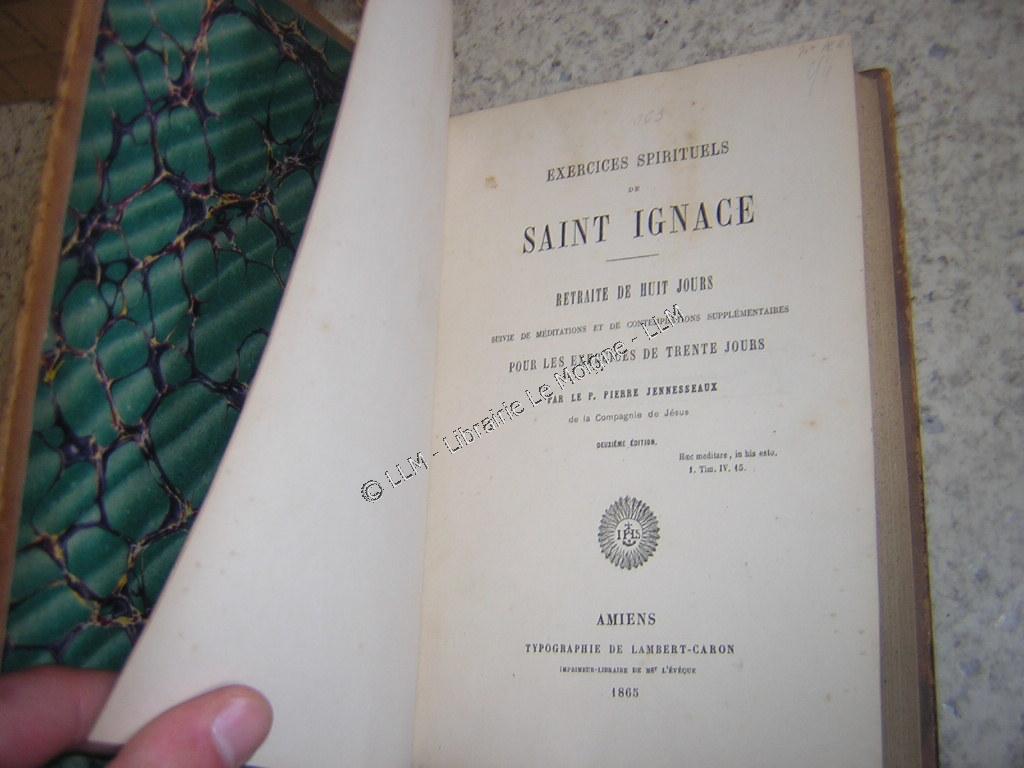 EXERCICES SPIRITUELS
DE
SAINT IGNACE
RETRAITE DE HUIT JOURS
SUIVIE DE MÉDITATIONS ET DE CONTEMPLATIONS SUPPLÉMENTAIRES
POUR LES EXERCICES DE TRENTE JOURS
PAR LE P. PIERRE JENNESSEAUX
de la Compagnie de Jésus
DEUXIÈME ÉDITION.
Hæc meditare, in his esto.
1. Tim. IV. 15.
IHS
AMIENS
TYPOGRAPHIE DE LAMBERT-CARON
IMPRIMEUR-LIBRAIRE DE MGR L'ÉVÊQUE
1865
© LLM - Librairie Le Moigne - LLM